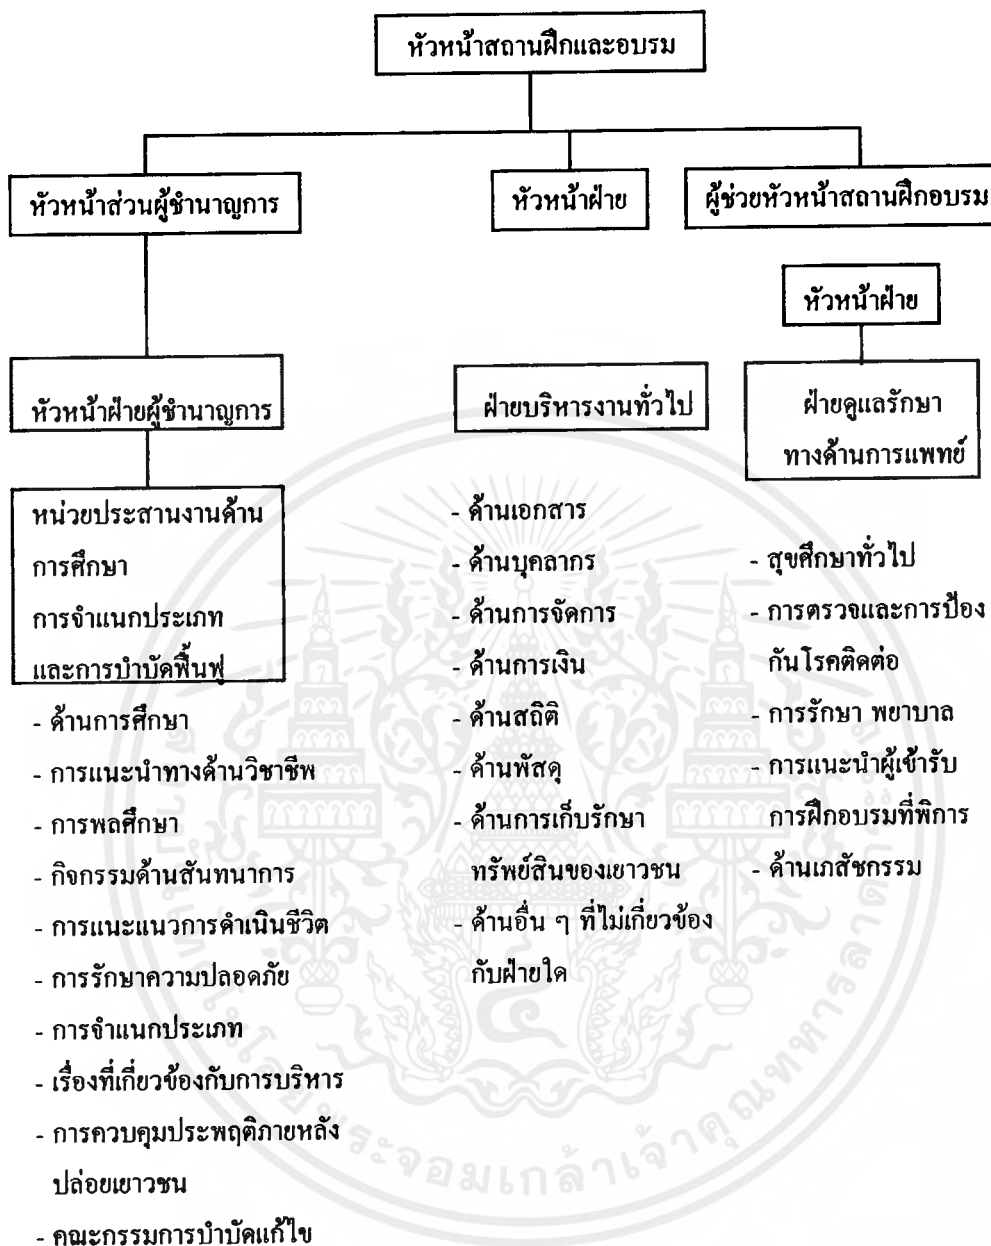 หัวหน้าสถานฝึกและอบรม
หัวหน้าส่วนผู้ชำนาญการ
หัวหน้าฝ่าย
ผู้ช่วยหัวหน้าสถานฝึกอบรม
หัวหน้าฝ่าย
หัวหน้าฝ่ายผู้ชำนาญการ
ฝ่ายบริหารงานทั่วไป
ฝ่ายดูแลรักษา
ทางด้านการแพทย์
หน่วยประสานงานด้าน
การศึกษา
การจำแนกประเภท
และการบำบัดฟื้นฟู
- ด้านการศึกษา
- การแนะนำทางด้านวิชาชีพ
- การพลศึกษา
- กิจกรรมด้านสันทนาการ
- การแนะแนวการดำเนินชีวิต
- การรักษาความปลอดภัย
- การจำแนกประเภท
- เรื่องที่เกี่ยวข้องกับการบริหาร
- การควบคุมประพฤติภายหลัง
ปล่อยเยาวชน
- คณะกรรมการบำบัดแก้ไข
- ด้านเอกสาร
- ด้านบุคลากร
- ด้านการจัดการ
- ด้านการเงิน
- ด้านสถิติ
- ด้านพัสดุ
- ด้านการเก็บรักษา
ทรัพย์สินของเยาวชน
- ด้านอื่น ๆ ที่ไม่เกี่ยวข้อง
กับฝ่ายใด
- สุขศึกษาทั่วไป
- การตรวจและการป้อง
กันโรคติดต่อ
- การรักษา พยาบาล
- การแนะนำผู้เข้ารับ
การฝึกอบรมที่พิการ
- ด้านเภสัชกรรม